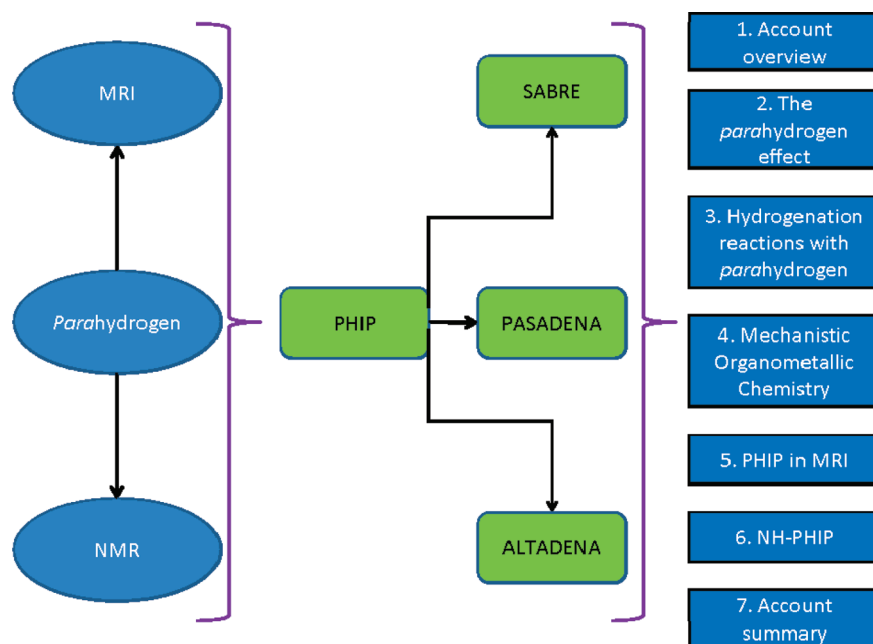 MRI
Parahydrogen
NMR
PHIP
SABRE
PASADENA
ALTADENA
1. Account
overview
2. The
parahydrogen
effect
3. Hydrogenation
reactions with
parahydrogen
4. Mechanistic
Organometallic
Chemistry
5. PHIP in MRI
6. NH-PHIP
7. Account
summary